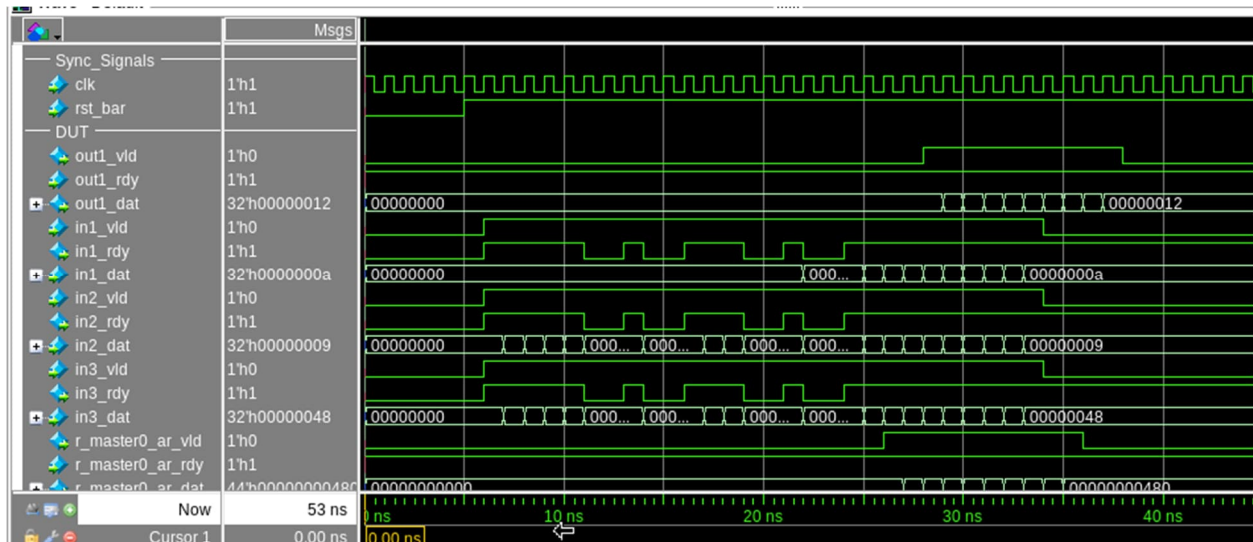 Msgs
Sync_Signals
clk 1'h1
rst_bar 1'h1
DUT
out1_vld 1'h0
out1_rdy 1'h1
out1_dat 32'h00000012 00000000 00000012
in1_vld 1'h0
in1_rdy 1'h1
in1_dat 32'h0000000a 00000000 000... 0000000a
in2_vld 1'h0
in2_rdy 1'h1
in2_dat 32'h00000009 00000000 000... 000... 000... 000... 00000009
in3_vld 1'h0
in3_rdy 1'h1
in3_dat 32'h00000048 00000000 000... 000... 000... 000... 00000048
r_master0_ar_vld 1'h0
r_master0_ar_rdy 1'h1
r_master0_ar_dat 44'h00000000480 00000000000 00000000480
Now 53 ns ns 10 ns 20 ns 30 ns 40 ns
Cursor 1 0.00 ns 0.00 ns